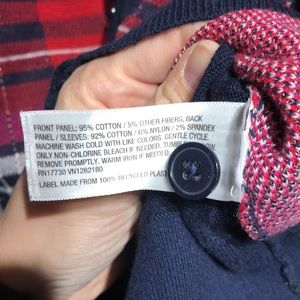 FRONT PANEL: 95% COTTON / 5% OTHER FIBERS, BACK
PANEL / SLEEVES: 92% COTTON / 6% NYLON / 2% SPANDEX
MACHINE WASH COLD WITH LIKE COLORS. GENTLE CYCLE.
ONLY NON-CHLORINE BLEACH IF NEEDED. TUMBLE
REMOVE PROMPTLY. WARM IRON IF NEEDED.
RN17730 VN1262180
LABEL MADE FROM 100% RECYCLED